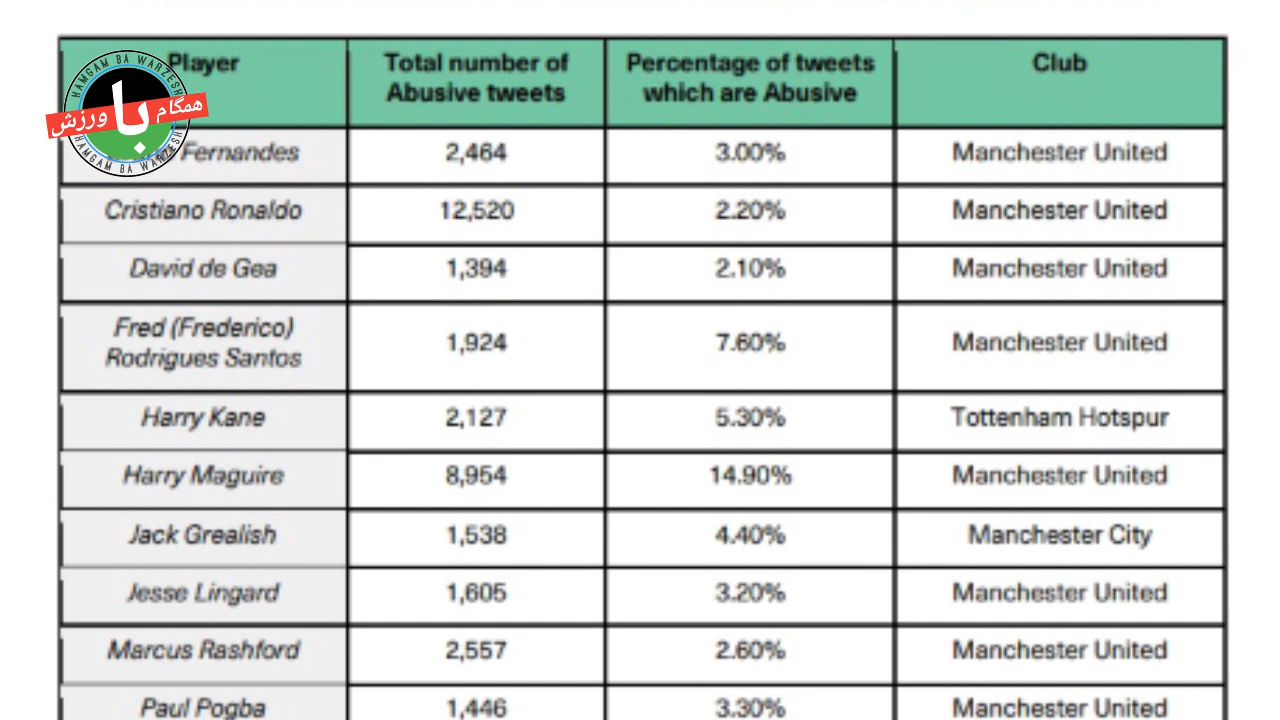 Player Total number of Abusive tweets Percentage of tweets which are Abusive Club
Fernandes 2,464 3.00% Manchester United
Cristiano Ronaldo 12,520 2.20% Manchester United
David de Gea 1,394 2.10% Manchester United
Fred (Frederico) Rodrigues Santos 1,924 7.60% Manchester United
Harry Kane 2,127 5.30% Tottenham Hotspur
Harry Maguire 8,954 14.90% Manchester United
Jack Grealish 1,538 4.40% Manchester City
Jesse Lingard 1,605 3.20% Manchester United
Marcus Rashford 2,557 2.60% Manchester United
Paul Pogba 1,446 3.30% Manchester United
HAMGAM BA WARZESH
همگام با ورزش
HAMGAM BA WARZESH